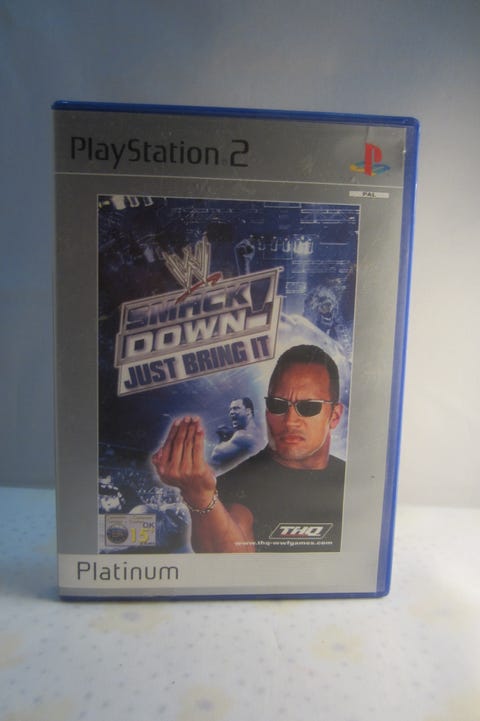 PlayStation 2
PAL
W
SMACK
DOWN!
JUST BRING IT
THQ
www.thq-wwfgames.com
15
Platinum